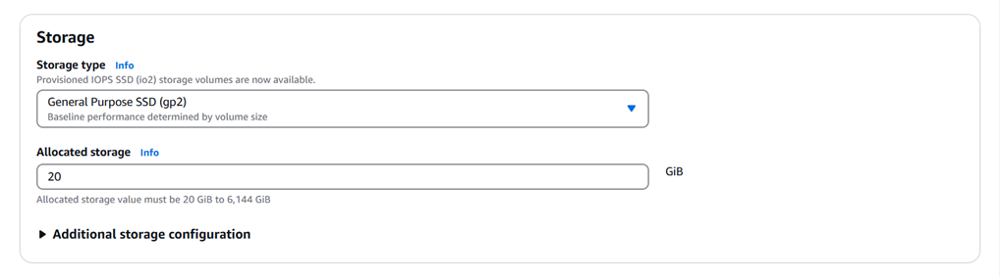 Storage
Storage type Info
Provisioned IOPS SSD (io2) storage volumes are now available.
General Purpose SSD (gp2)
Baseline performance determined by volume size
Allocated storage Info
20 GiB
Allocated storage value must be 20 GiB to 6,144 GiB
Additional storage configuration